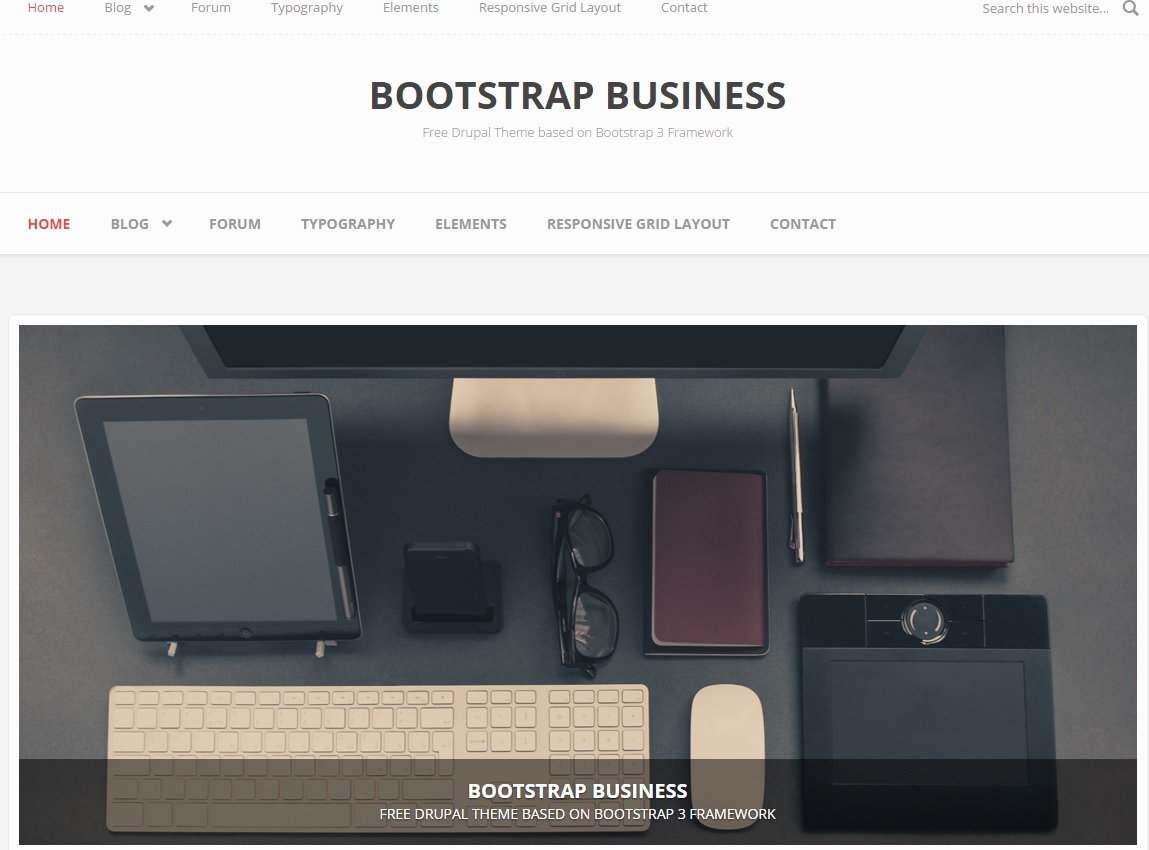 Home Blog Forum Typography Elements Responsive Grid Layout Contact Search this website...
BOOTSTRAP BUSINESS
Free Drupal Theme based on Bootstrap 3 Framework
HOME BLOG FORUM TYPOGRAPHY ELEMENTS RESPONSIVE GRID LAYOUT CONTACT
BOOTSTRAP BUSINESS
FREE DRUPAL THEME BASED ON BOOTSTRAP 3 FRAMEWORK